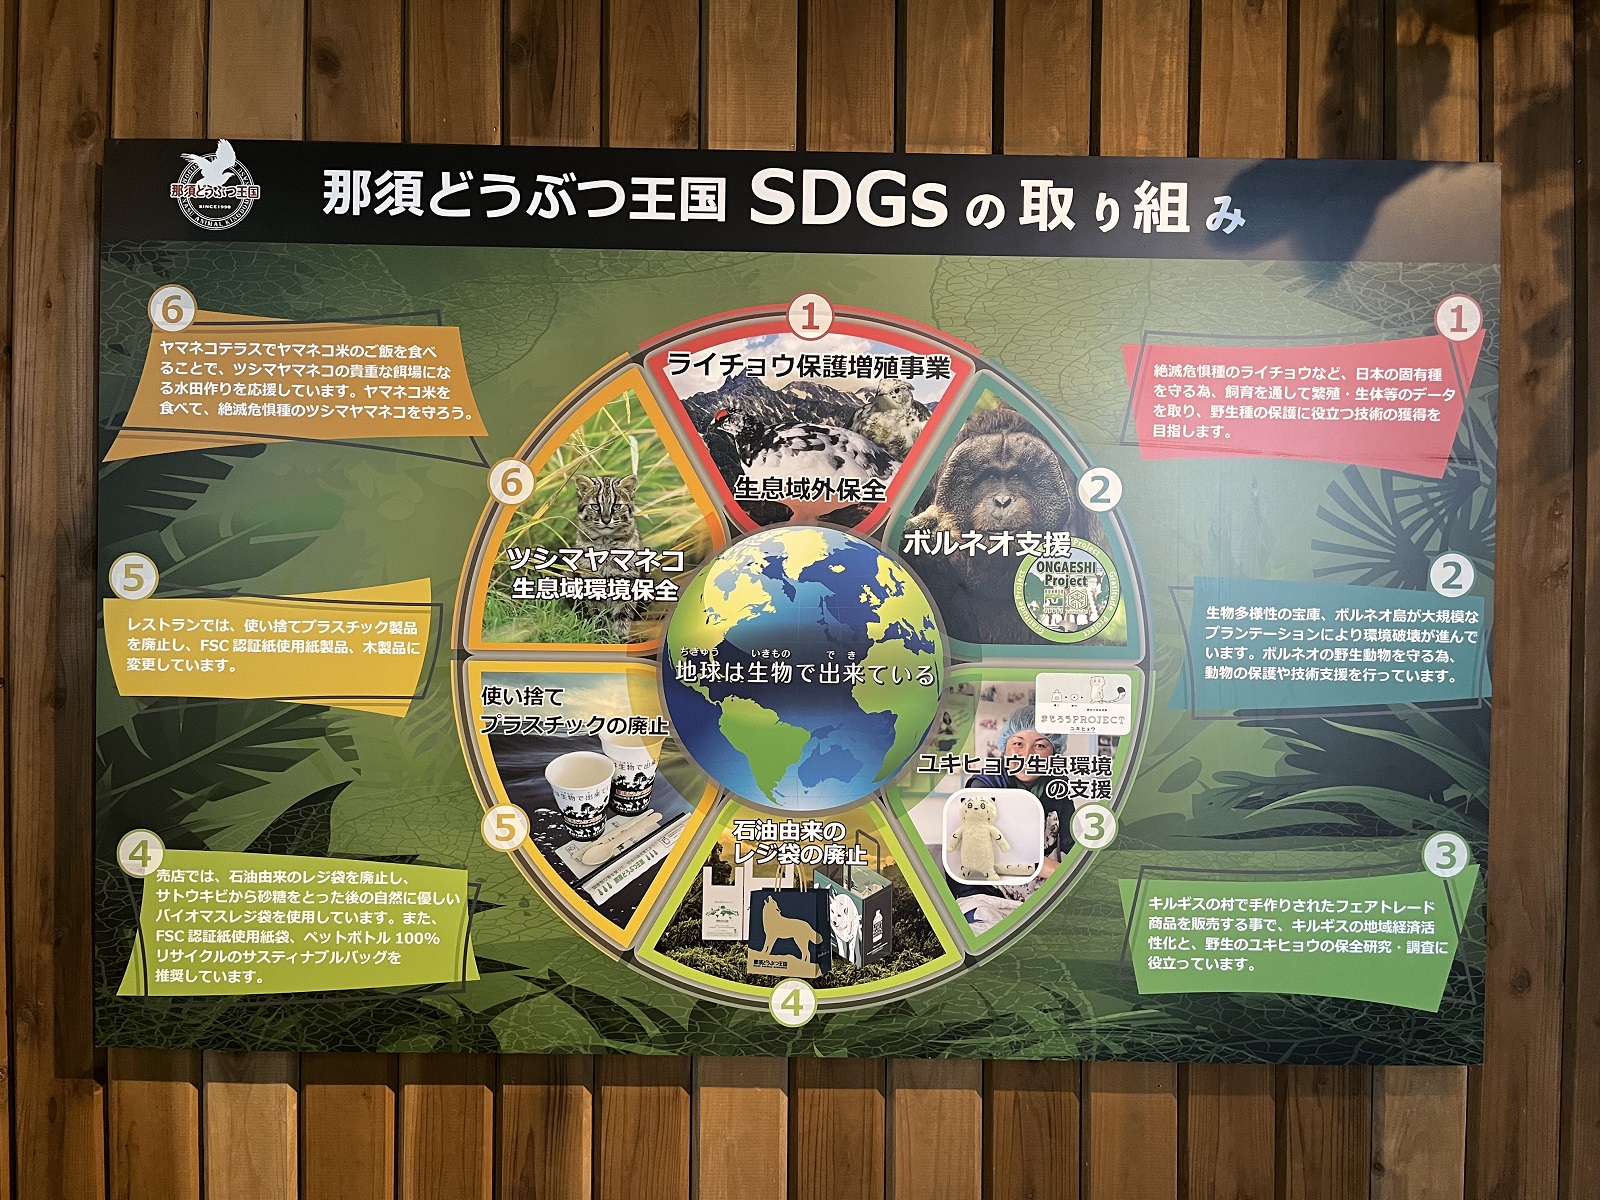 那須どうぶつ王国
SINCE1998
NASU ANIMAL KINGDOM
那須どうぶつ王国 SDGsの取り組み
1
ライチョウ保護増殖事業
生息域外保全
1
絶滅危惧種のライチョウなど、日本の固有種
を守る為、飼育を通して繁殖・生体等のデータ
を取り、野生種の保護に役立つ技術の獲得を
目指します。
2
ボルネオ支援
ONGAESHI
Project
2
生物多様性の宝庫、ボルネオ島が大規模な
プランテーションにより環境破壊が進んで
います。ボルネオの野生動物を守る為、
動物の保護や技術支援を行っています。
まもろうPROJECT
ユキヒョウ
ユキヒョウ生息環境
の支援
3
3
キルギスの村で手作りされたフェアトレード
商品を販売する事で、キルギスの地域経済活
性化と、野生のユキヒョウの保全研究・調査に
役立っています。
石油由来の
レジ袋の廃止
那須どうぶつ王国
4
4
売店では、石油由来のレジ袋を廃止し、
サトウキビから砂糖をとった後の自然に優しい
バイオマスレジ袋を使用しています。また、
FSC 認証紙使用紙袋、ペットボトル 100%
リサイクルのサスティナブルバッグを
推奨しています。
使い捨て
プラスチックの廃止
5
5
レストランでは、使い捨てプラスチック製品
を廃止し、FSC 認証紙使用紙製品、木製品に
変更しています。
6
ツシマヤマネコ
生息域環境保全
6
ヤマネコテラスでヤマネコ米のご飯を食べ
ることで、ツシマヤマネコの貴重な餌場にな
る水田作りを応援しています。ヤマネコ米を
食べて、絶滅危惧種のツシマヤマネコを守ろう。
ちきゅう いきもの でき
地球は生物で出来ている